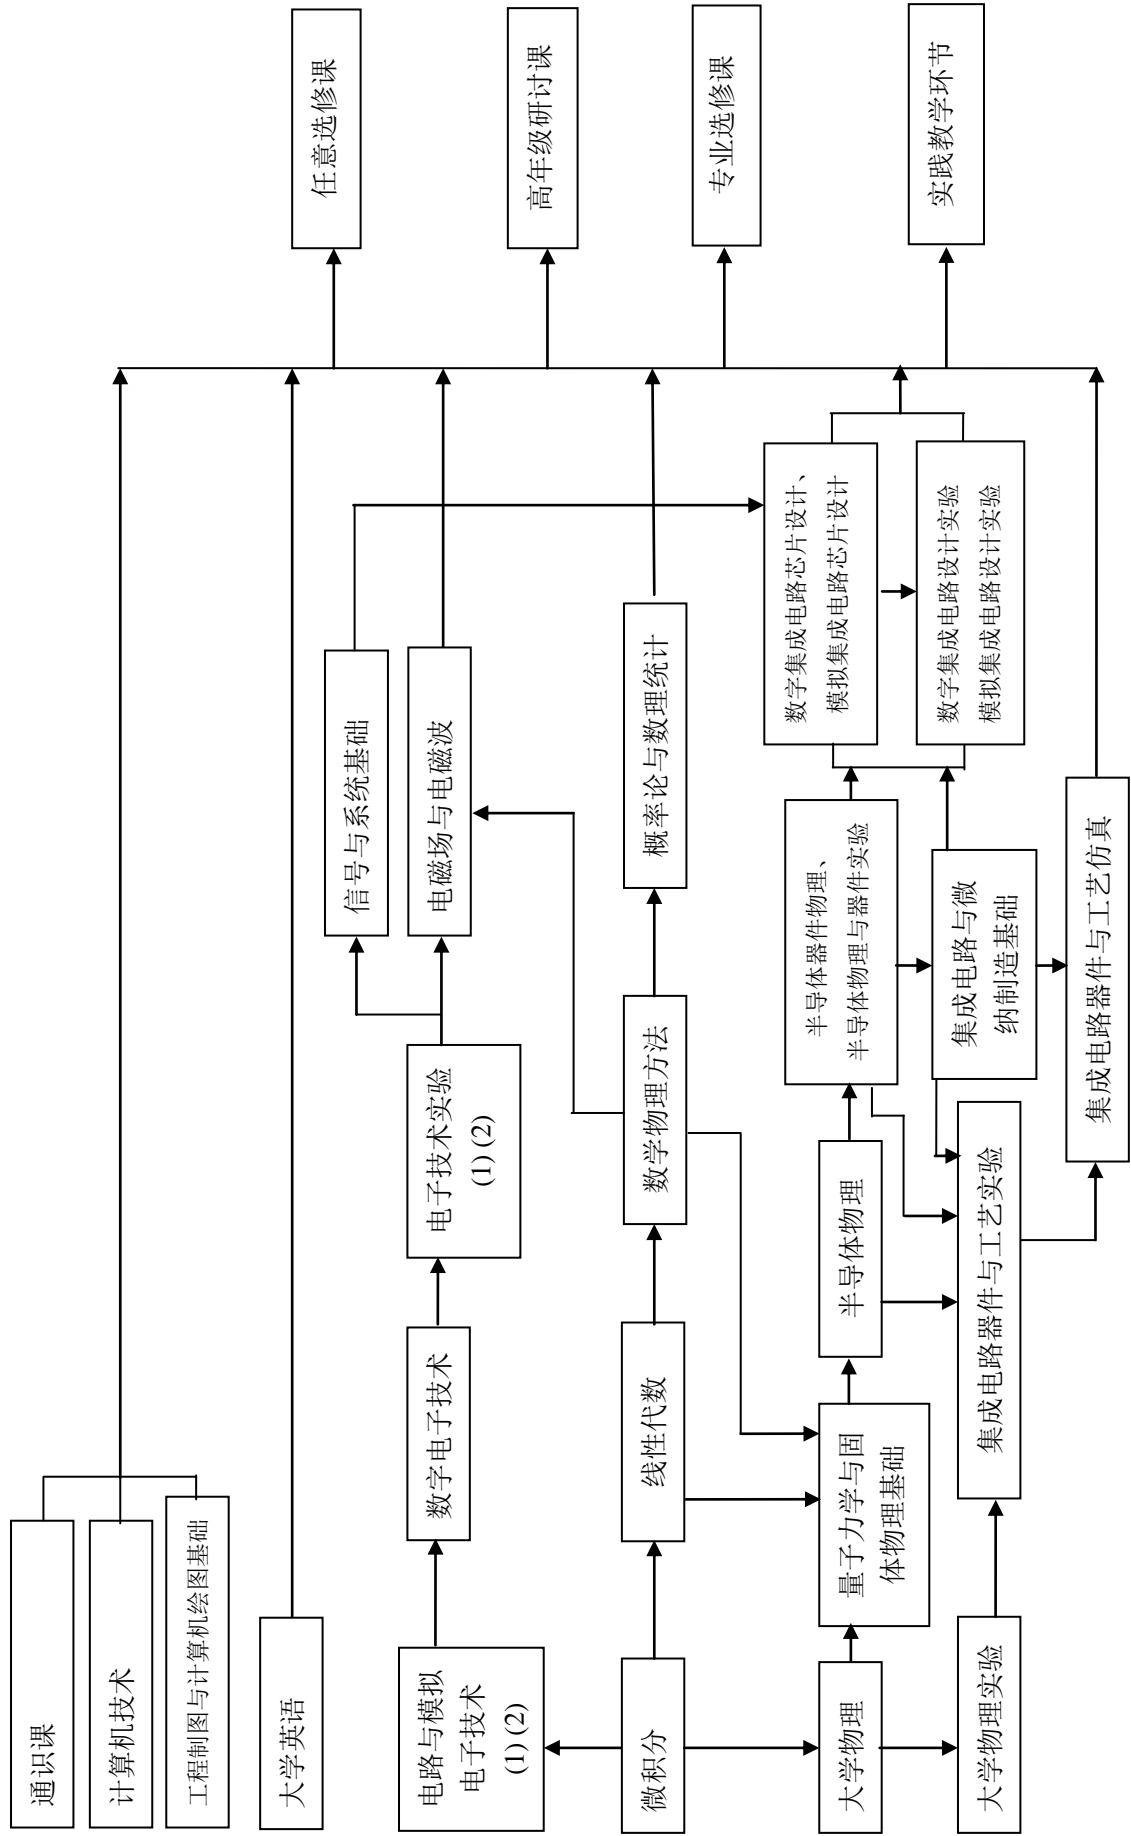 通识课
计算机技术
工程制图与计算机绘图基础
大学英语
电路与模拟
电子技术
(1) (2)
数字电子技术
电子技术实验
(1) (2)
信号与系统基础
电磁场与电磁波
微积分
线性代数
数学物理方法
概率论与数理统计
大学物理
量子力学与固
体物理基础
半导体物理
半导体器件物理、
半导体物理与器件实验
数字集成电路芯片设计、
模拟集成电路芯片设计
数字集成电路设计实验
模拟集成电路设计实验
集成电路与微
纳制造基础
大学物理实验
集成电路器件与工艺实验
集成电路器件与工艺仿真
任意选修课
高年级研讨课
专业选修课
实践教学环节